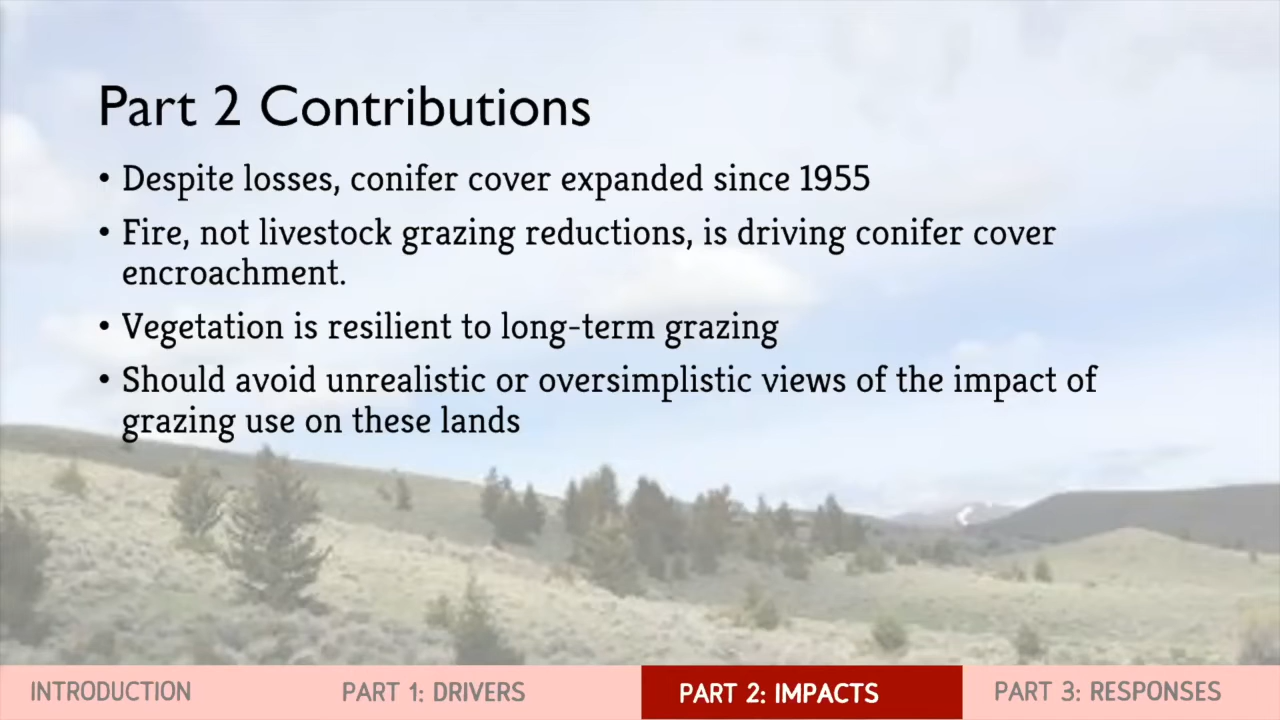 Part 2 Contributions
• Despite losses, conifer cover expanded since 1955
• Fire, not livestock grazing reductions, is driving conifer cover
encroachment.
• Vegetation is resilient to long-term grazing
• Should avoid unrealistic or oversimplistic views of the impact of
grazing use on these lands
INTRODUCTION
PART 1: DRIVERS
PART 2: IMPACTS
PART 3: RESPONSES